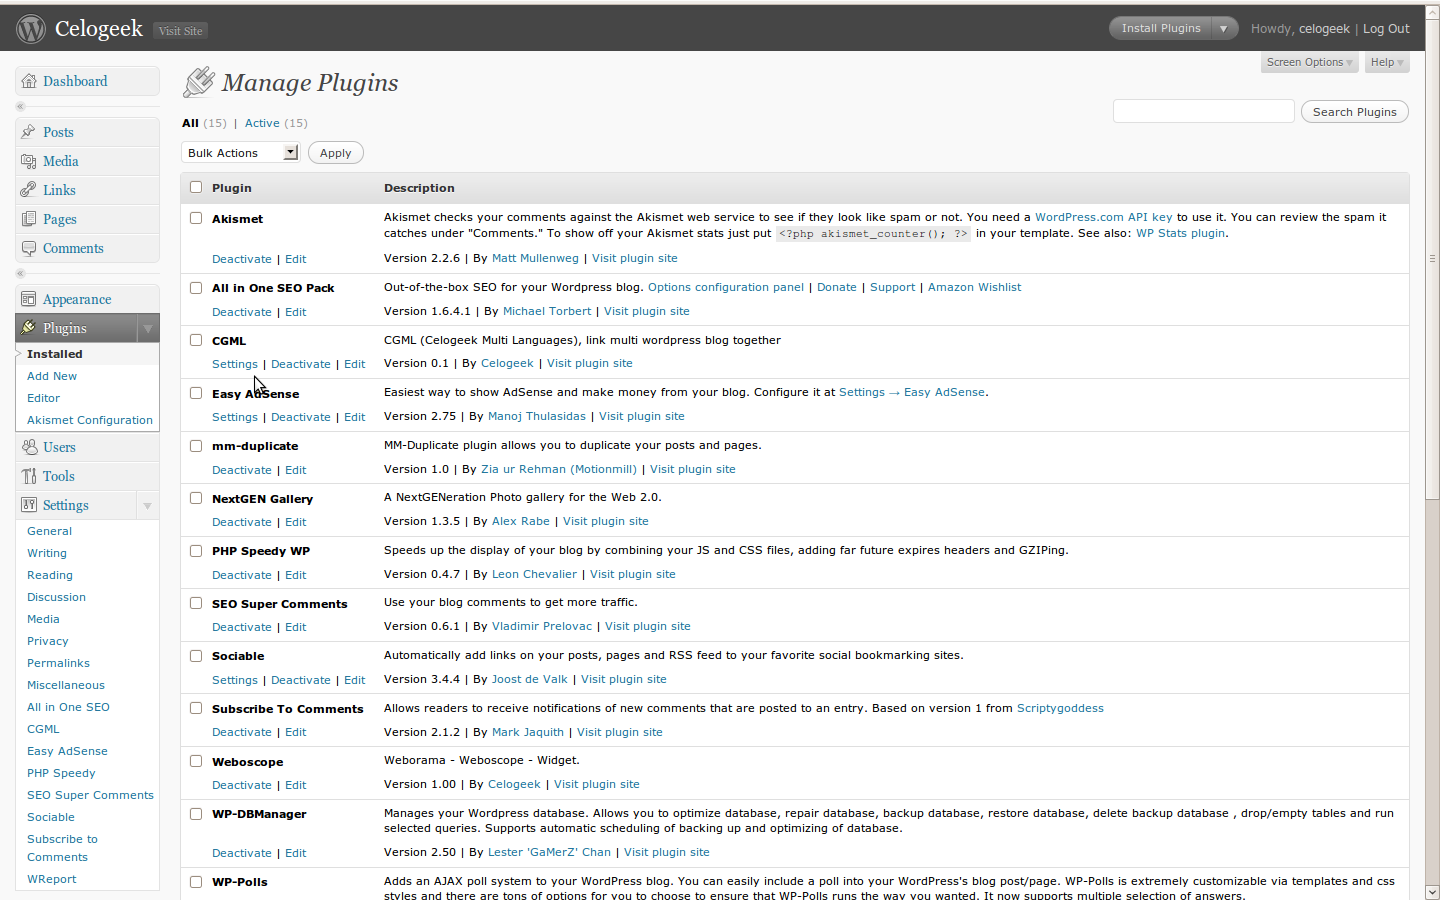 Celogeek Visit Site Install Plugins Howdy, celogeek | Log Out
Screen Options Help
Dashboard
Posts
Media
Links
Pages
Comments
Appearance
Plugins
Installed
Add New
Editor
Akismet Configuration
Users
Tools
Settings
General
Writing
Reading
Discussion
Media
Privacy
Permalinks
Miscellaneous
All in One SEO
CGML
Easy AdSense
PHP Speedy
SEO Super Comments
Sociable
Subscribe to
Comments
WReport
Manage Plugins
All (15) | Active (15)
Search Plugins
Bulk Actions Apply
Plugin Description
Akismet Akismet checks your comments against the Akismet web service to see if they look like spam or not. You need a WordPress.com API key to use it. You can review the spam it
catches under "Comments." To show off your Akismet stats just put <?php akismet_counter(); ?> in your template. See also: WP Stats plugin.
Deactivate | Edit Version 2.2.6 | By Matt Mullenweg | Visit plugin site
All in One SEO Pack Out-of-the-box SEO for your Wordpress blog. Options configuration panel | Donate | Support | Amazon Wishlist
Deactivate | Edit Version 1.6.4.1 | By Michael Torbert | Visit plugin site
CGML CGML (Celogeek Multi Languages), link multi wordpress blog together
Settings | Deactivate | Edit Version 0.1 | By Celogeek | Visit plugin site
Easy AdSense Easiest way to show AdSense and make money from your blog. Configure it at Settings → Easy AdSense.
Settings | Deactivate | Edit Version 2.75 | By Manoj Thulasidas | Visit plugin site
mm-duplicate MM-Duplicate plugin allows you to duplicate your posts and pages.
Deactivate | Edit Version 1.0 | By Zia ur Rehman (Motionmill) | Visit plugin site
NextGEN Gallery A NextGENeration Photo gallery for the Web 2.0.
Deactivate | Edit Version 1.3.5 | By Alex Rabe | Visit plugin site
PHP Speedy WP Speeds up the display of your blog by combining your JS and CSS files, adding far future expires headers and GZIPing.
Deactivate | Edit Version 0.4.7 | By Leon Chevalier | Visit plugin site
SEO Super Comments Use your blog comments to get more traffic.
Deactivate | Edit Version 0.6.1 | By Vladimir Prelovac | Visit plugin site
Sociable Automatically add links on your posts, pages and RSS feed to your favorite social bookmarking sites.
Settings | Deactivate | Edit Version 3.4.4 | By Joost de Valk | Visit plugin site
Subscribe To Comments Allows readers to receive notifications of new comments that are posted to an entry. Based on version 1 from Scriptygoddess
Deactivate | Edit Version 2.1.2 | By Mark Jaquith | Visit plugin site
Weboscope Weborama - Weboscope - Widget.
Deactivate | Edit Version 1.00 | By Celogeek | Visit plugin site
WP-DBManager Manages your Wordpress database. Allows you to optimize database, repair database, backup database, restore database, delete backup database , drop/empty tables and run
selected queries. Supports automatic scheduling of backing up and optimizing of database.
Deactivate | Edit Version 2.50 | By Lester 'GaMerZ' Chan | Visit plugin site
WP-Polls Adds an AJAX poll system to your WordPress blog. You can easily include a poll into your WordPress's blog post/page. WP-Polls is extremely customizable via templates and css
styles and there are tons of options for you to choose to ensure that WP-Polls runs the way you wanted. It now supports multiple selection of answers.